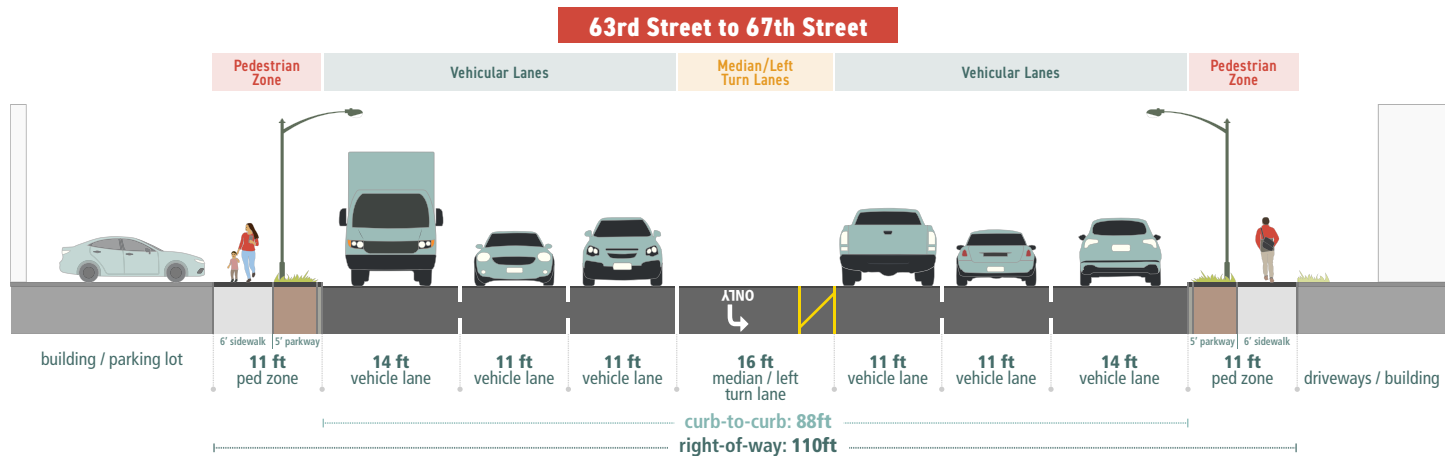 63rd Street to 67th Street
Pedestrian
Zone
Vehicular Lanes
Median/Left
Turn Lanes
Vehicular Lanes
Pedestrian
Zone
ONLY
6' sidewalk
5' parkway
5' parkway
6' sidewalk
building / parking lot
11 ft
ped zone
14 ft
vehicle lane
11 ft
vehicle lane
11 ft
vehicle lane
16 ft
median / left
turn lane
11 ft
vehicle lane
11 ft
vehicle lane
14 ft
vehicle lane
11 ft
ped zone
driveways / building
curb-to-curb: 88ft
right-of-way: 110ft